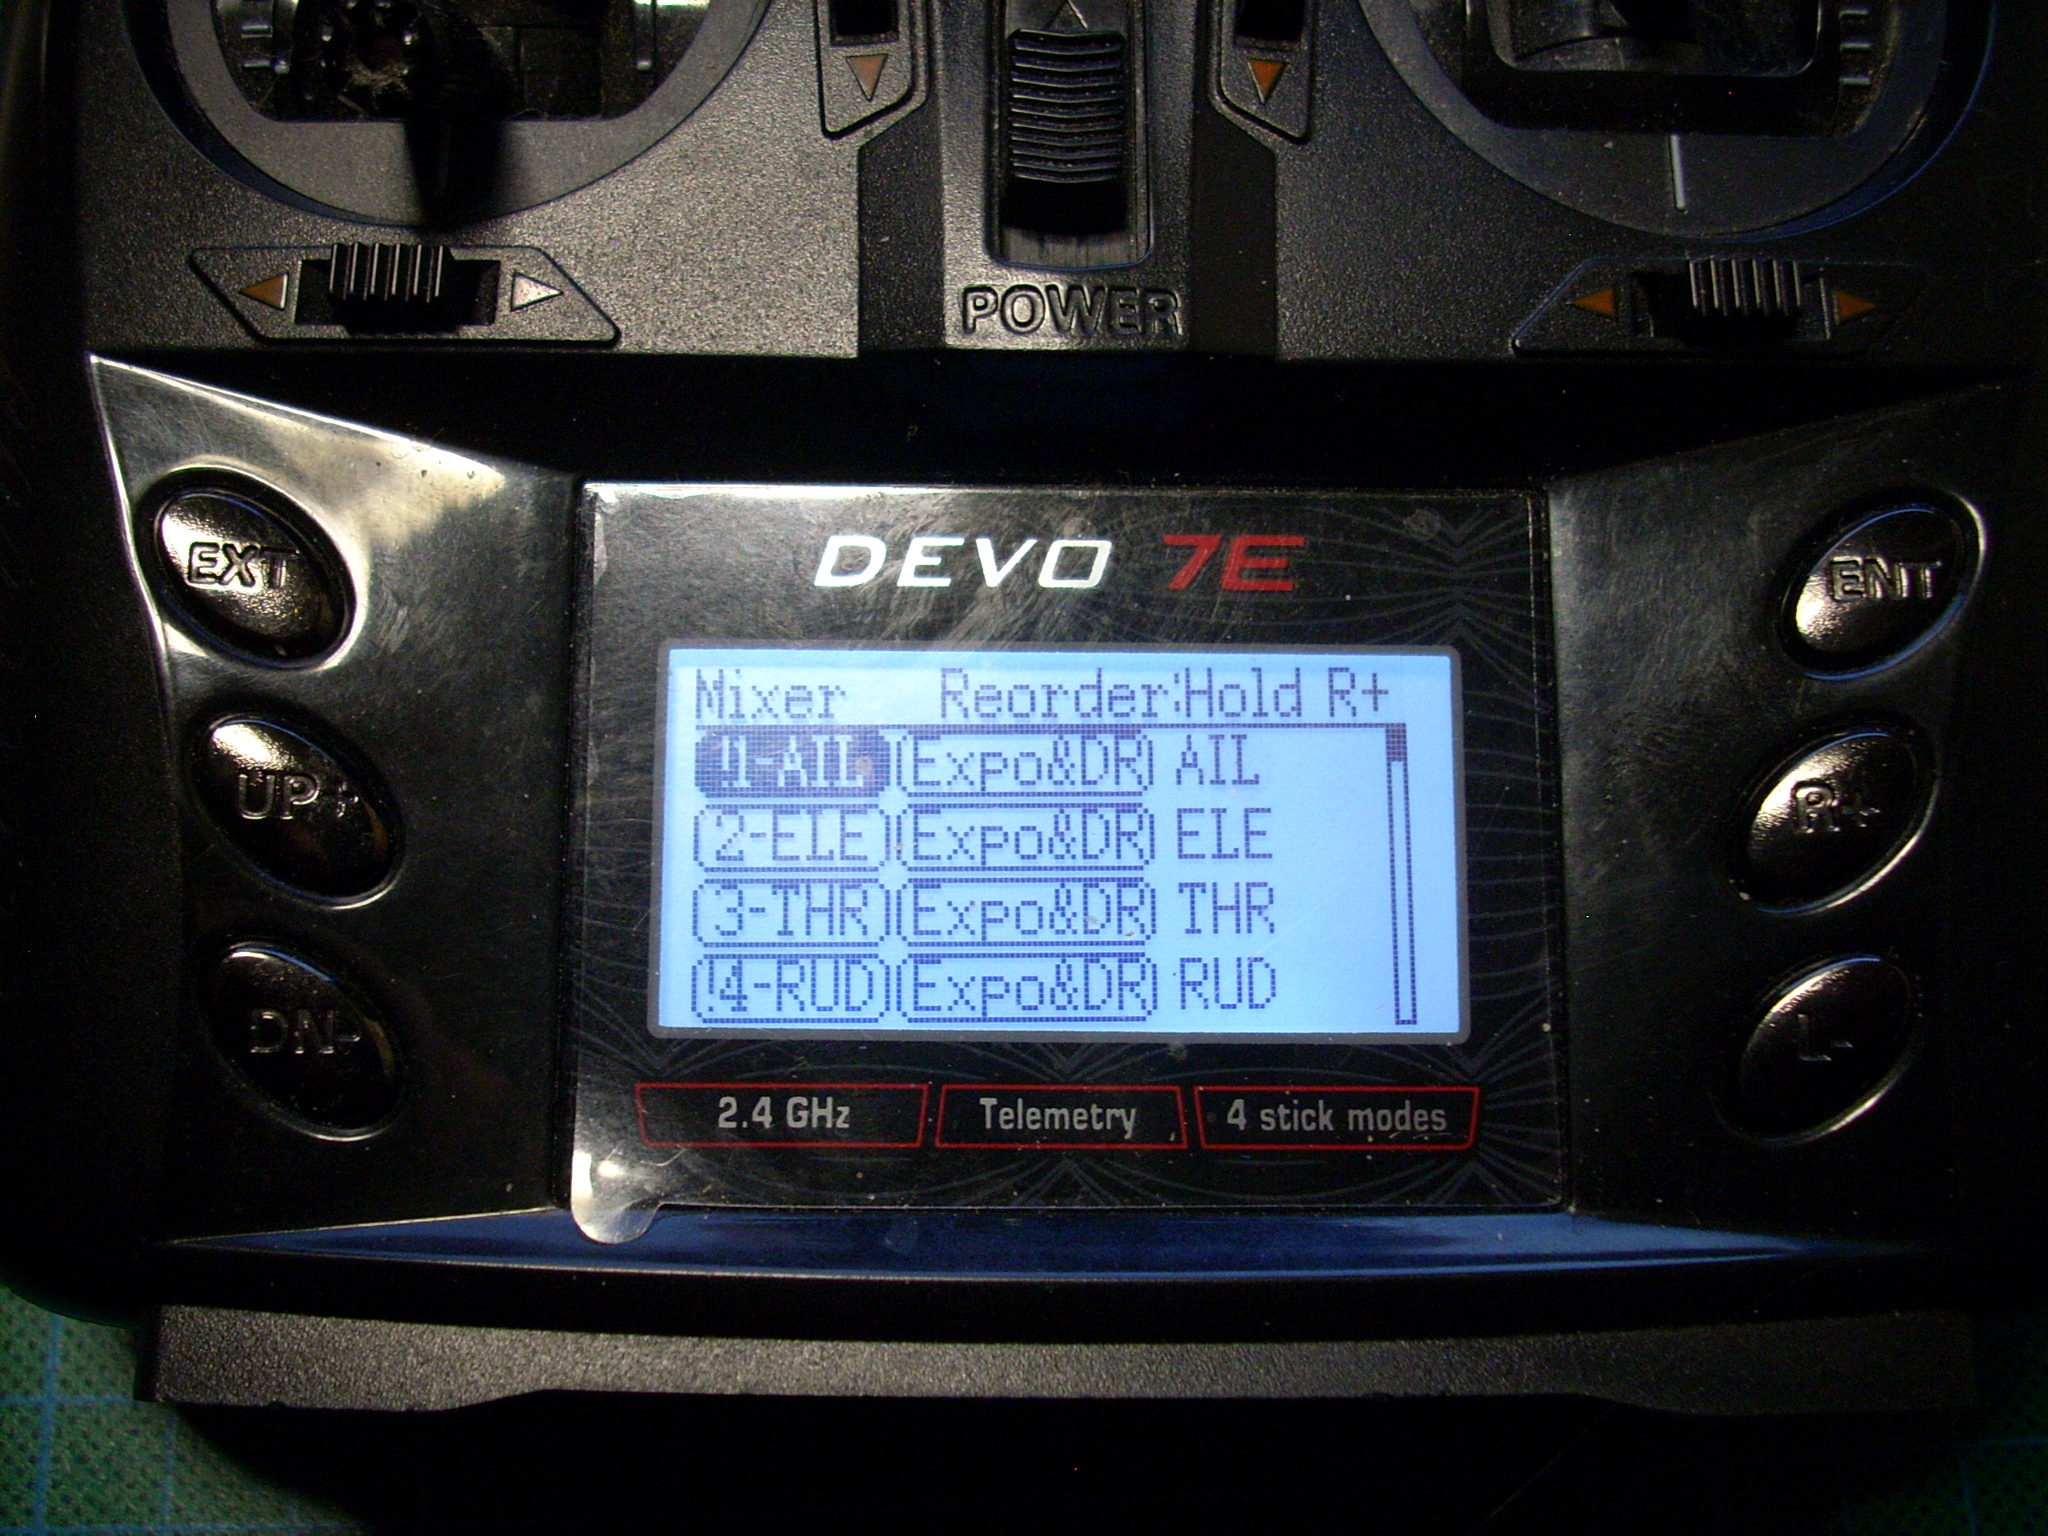 POWER
EXT
ENT
UP+
R+
DN-
L-
DEVO 7E
Mixer Reorder:Hold R+
!1-AIL Expo&DR AIL
2-ELE Expo&DR ELE
3-THR Expo&DR THR
!4-RUD Expo&DR RUD
2.4 GHz Telemetry 4 stick modes